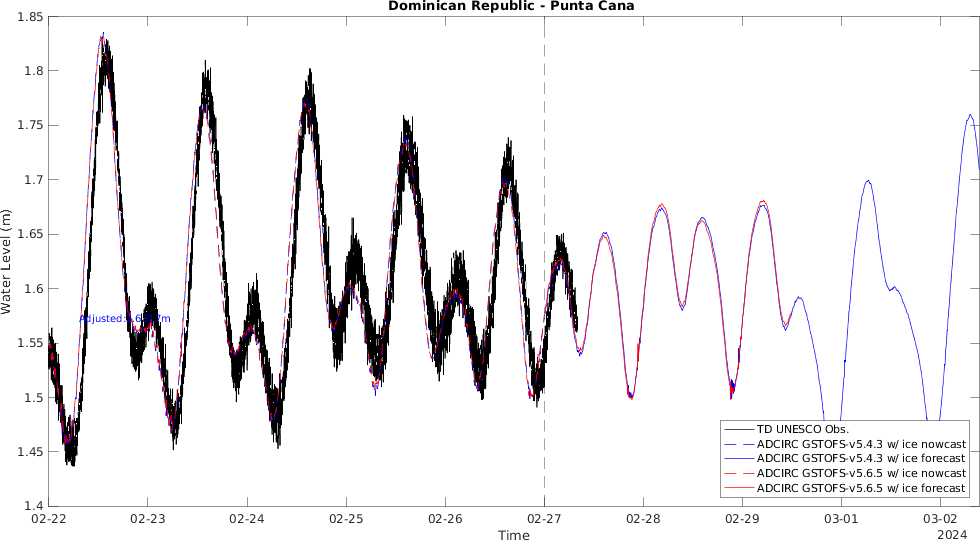 Dominican Republic - Punta Cana
1.85
1.8
1.75
1.7
1.65
1.6
1.55
1.5
1.45
1.4
Water Level (m)
Adjusted:
02-22
02-23
02-24
02-25
02-26
02-27
02-28
02-29
03-01
03-02
Time
2024
TD UNESCO Obs.
ADCIRC GSTOFS-v5.4.3 w/ ice nowcast
ADCIRC GSTOFS-v5.4.3 w/ ice forecast
ADCIRC GSTOFS-v5.6.5 w/ ice nowcast
ADCIRC GSTOFS-v5.6.5 w/ ice forecast